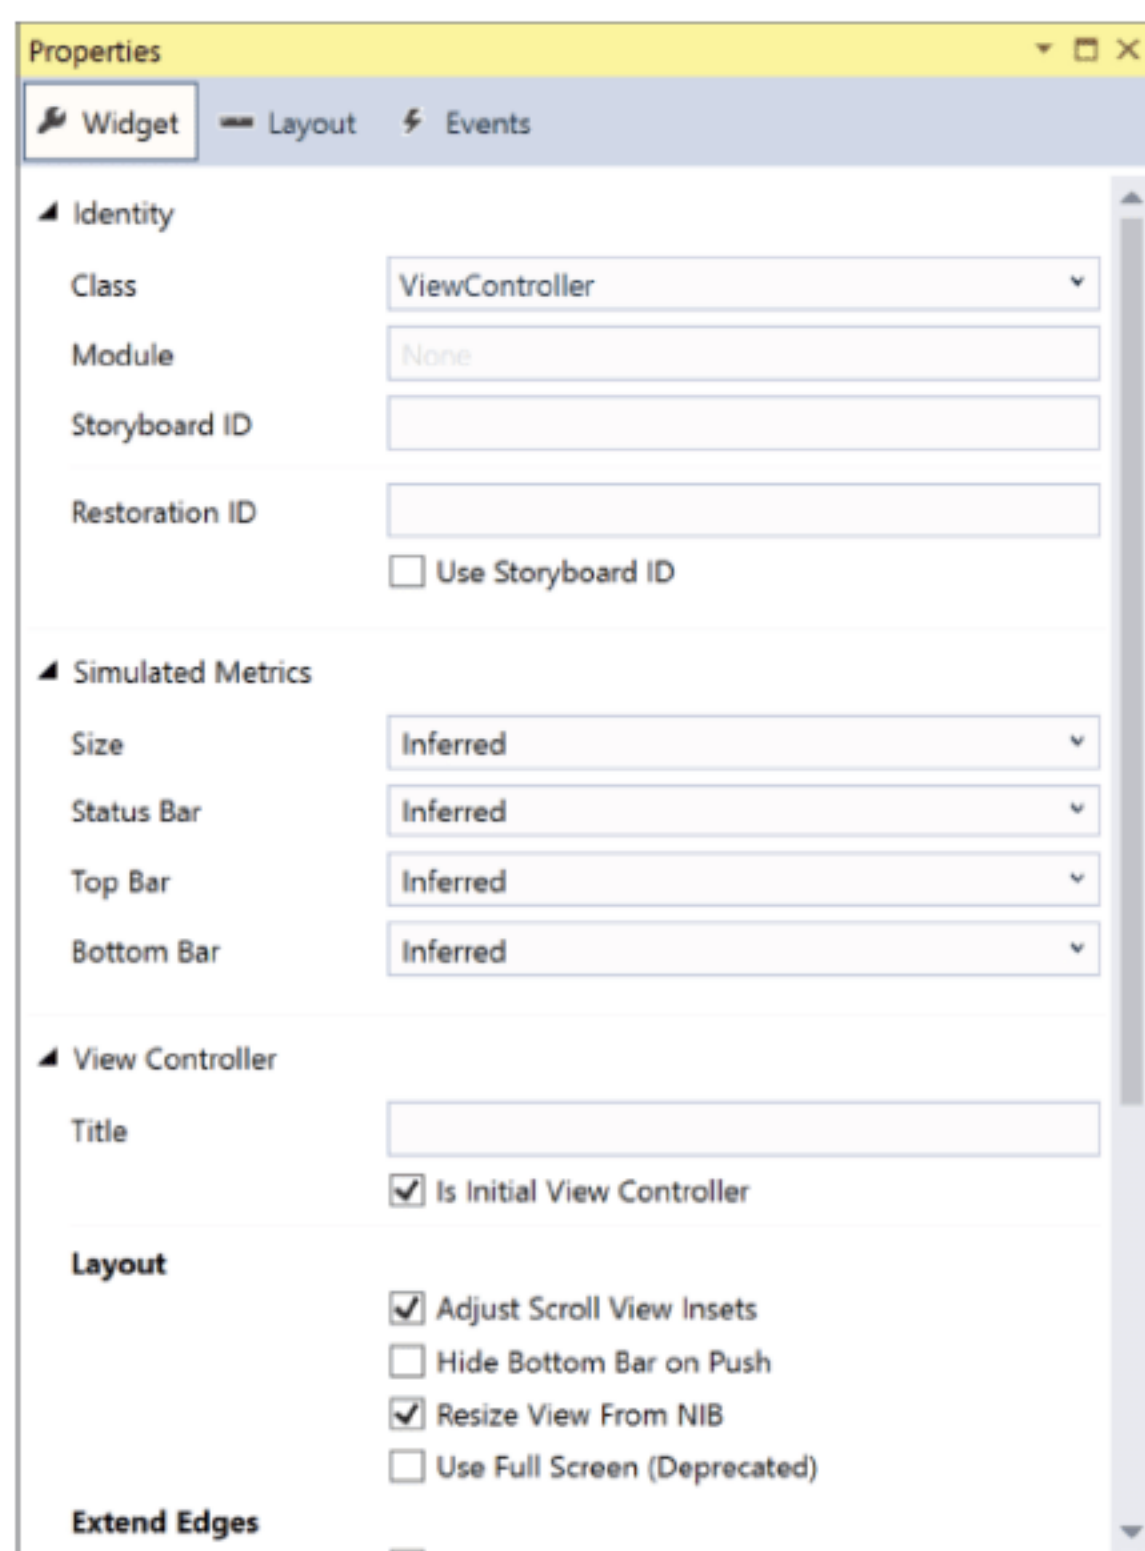 Properties
Widget Layout Events
Identity
Class ViewController
Module None
Storyboard ID
Restoration ID
Use Storyboard ID
Simulated Metrics
Size Inferred
Status Bar Inferred
Top Bar Inferred
Bottom Bar Inferred
View Controller
Title
Is Initial View Controller
Layout
Adjust Scroll View Insets
Hide Bottom Bar on Push
Resize View From NIB
Use Full Screen (Deprecated)
Extend Edges